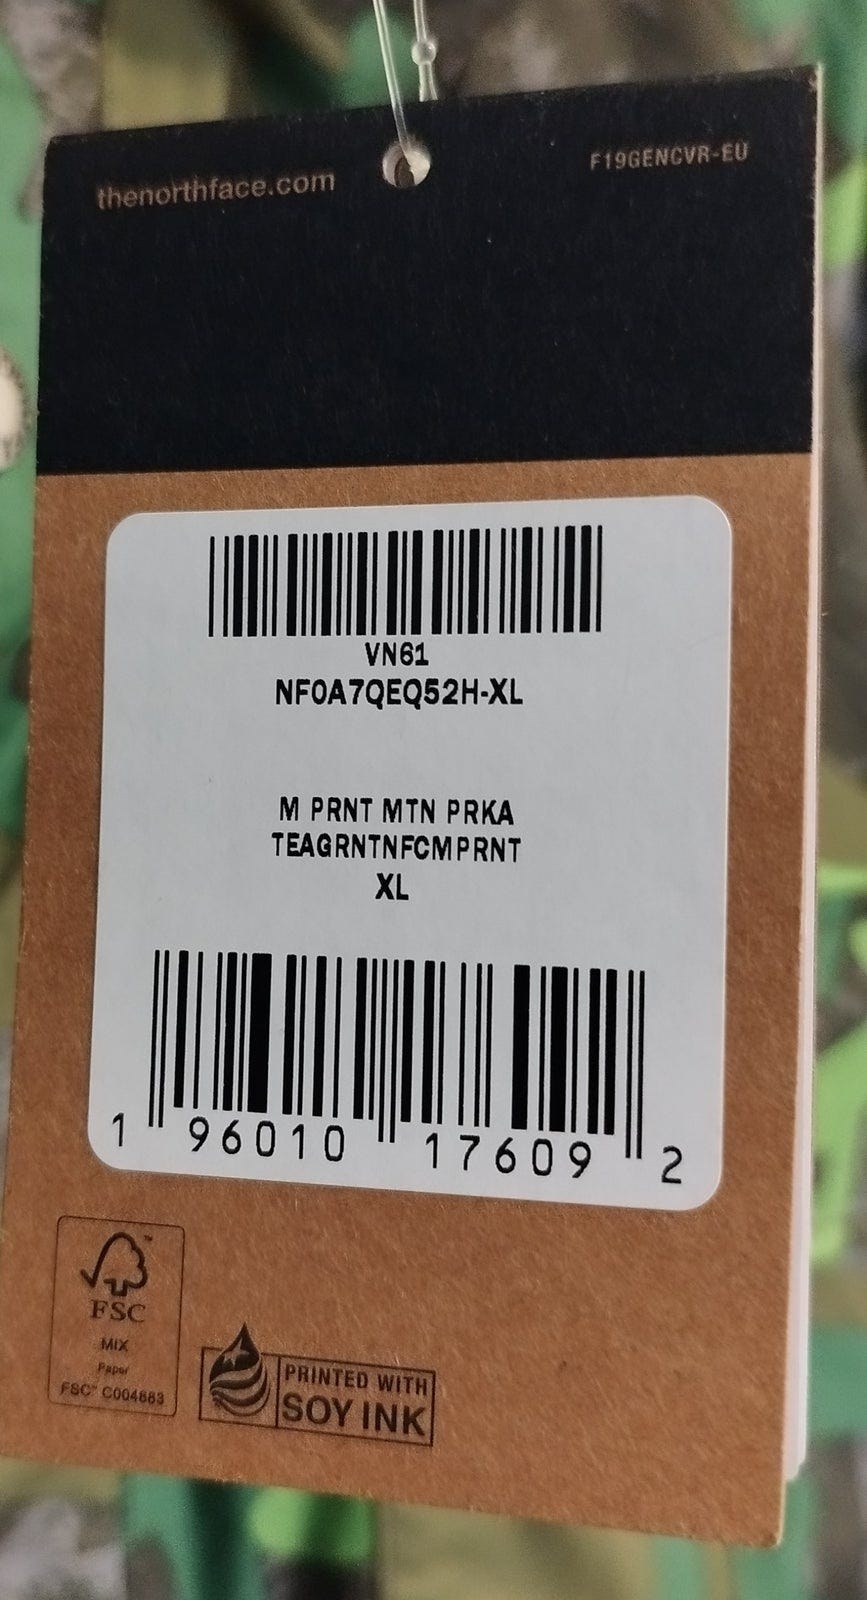 thenorthface.com
F19GENCVR-EU
VN61
NF0A7QEQ52H-XL
M PRNT MTN PRKA
TEAGRNTNFCMPRNT
XL
1 96010 17609 2
FSC
MIX
Paper
FSC™ C004683
PRINTED WITH
SOY INK